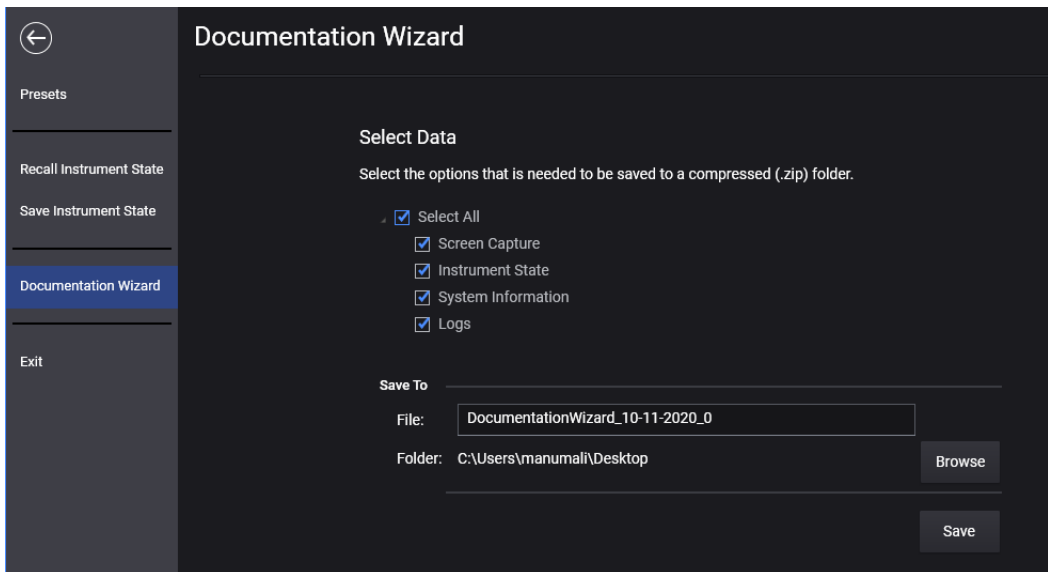 Documentation Wizard
Presets
Recall Instrument State
Save Instrument State
Documentation Wizard
Exit
Select Data
Select the options that is needed to be saved to a compressed (.zip) folder.
Select All
Screen Capture
Instrument State
System Information
Logs
Save To
File: DocumentationWizard_10-11-2020_0
Folder: C:\Users\manumali\Desktop
Browse
Save